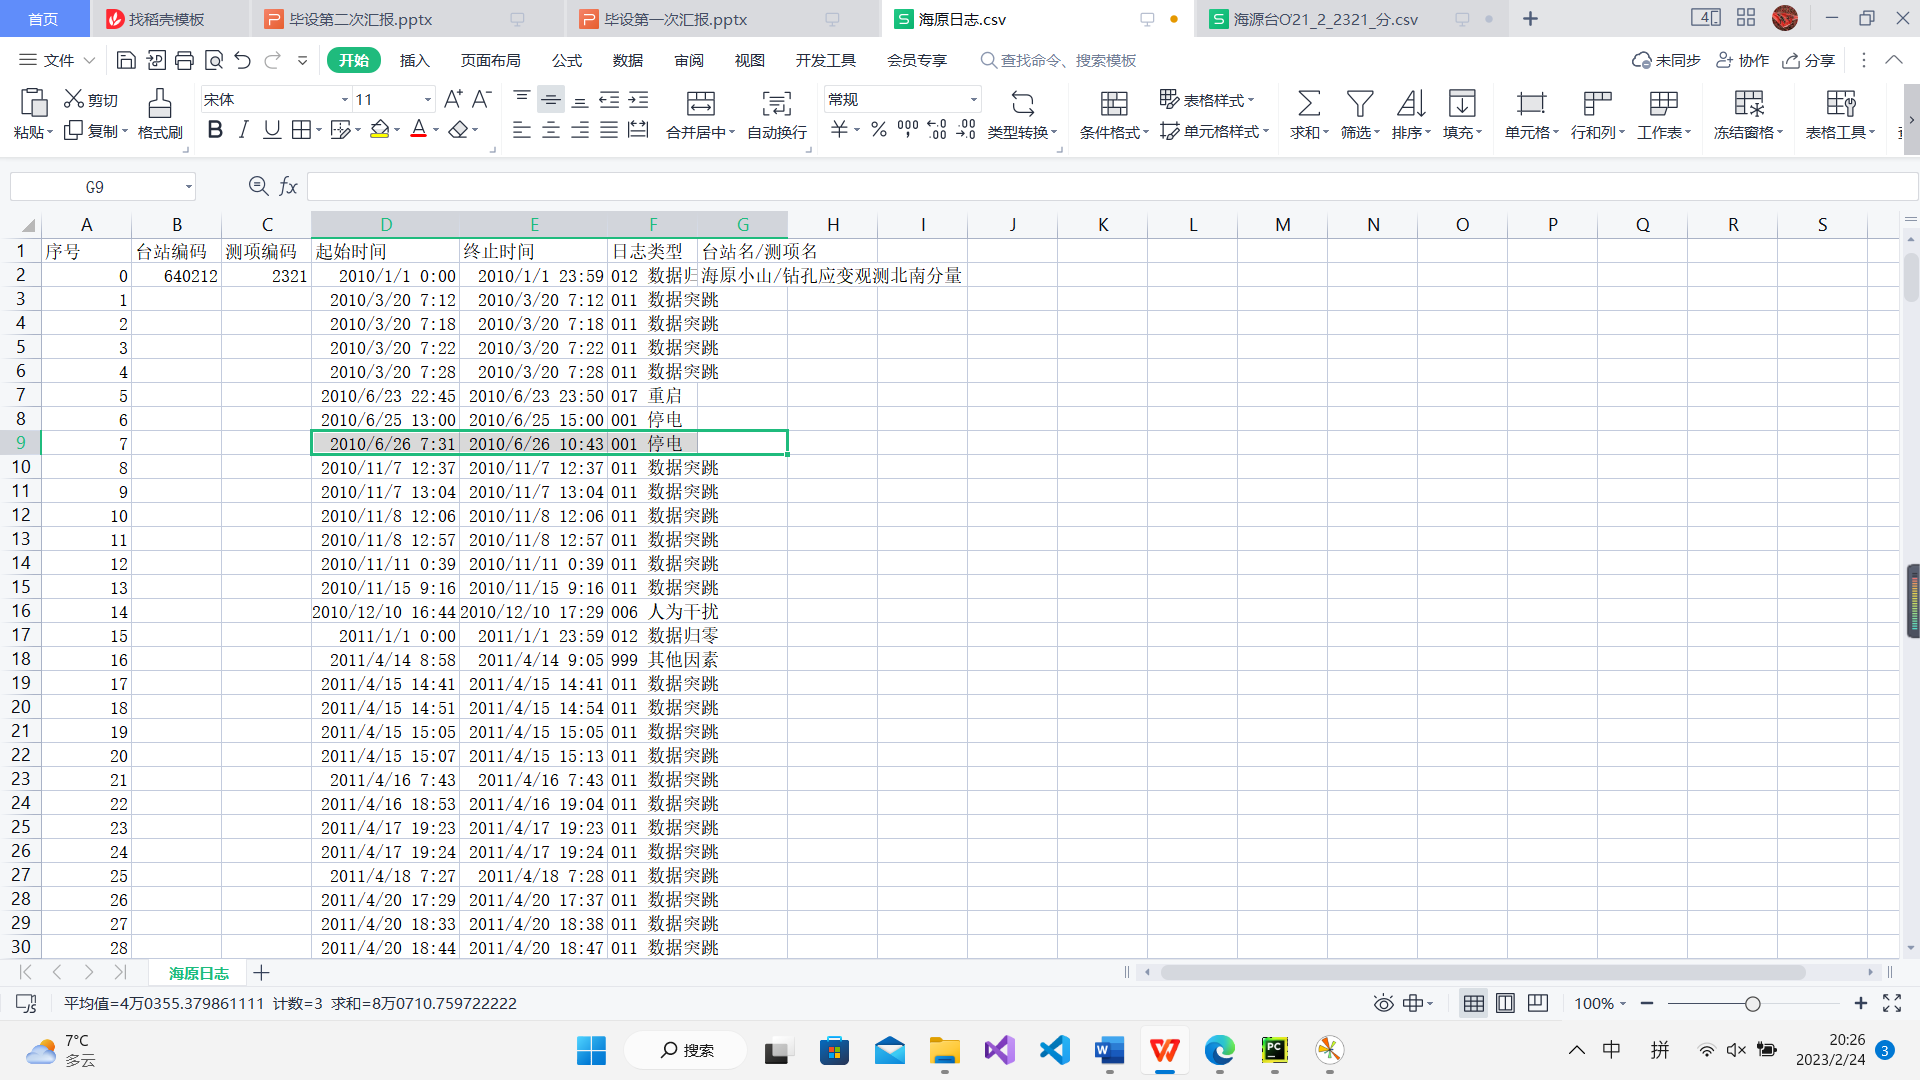 首页 找稻壳模板 毕设第二次汇报.pptx 毕设第一次汇报.pptx 海原日志.csv 海源台Ơ21_2_2321_分.csv
文件 开始 插入 页面布局 公式 数据 审阅 视图 开发工具 会员专享 查找命令、搜索模板 未同步 协作 分享
粘贴 剪切 复制 格式刷 宋体 11 合并居中 自动换行 常规 类型转换 条件格式 表格样式 单元格样式 求和 筛选 排序 填充 单元格 行和列 工作表 冻结窗格 表格工具
G9 fx
A B C D E F G H I J K L M N O P Q R S
1 序号 台站编码 测项编码 起始时间 终止时间 日志类型 台站名/测项名
2 0 640212 2321 2010/1/1 0:00 2010/1/1 23:59 012 数据归 海原小山/钻孔应变观测北南分量
3 1 2010/3/20 7:12 2010/3/20 7:12 011 数据突跳
4 2 2010/3/20 7:18 2010/3/20 7:18 011 数据突跳
5 3 2010/3/20 7:22 2010/3/20 7:22 011 数据突跳
6 4 2010/3/20 7:28 2010/3/20 7:28 011 数据突跳
7 5 2010/6/23 22:45 2010/6/23 23:50 017 重启
8 6 2010/6/25 13:00 2010/6/25 15:00 001 停电
9 7 2010/6/26 7:31 2010/6/26 10:43 001 停电
10 8 2010/11/7 12:37 2010/11/7 12:37 011 数据突跳
11 9 2010/11/7 13:04 2010/11/7 13:04 011 数据突跳
12 10 2010/11/8 12:06 2010/11/8 12:06 011 数据突跳
13 11 2010/11/8 12:57 2010/11/8 12:57 011 数据突跳
14 12 2010/11/11 0:39 2010/11/11 0:39 011 数据突跳
15 13 2010/11/15 9:16 2010/11/15 9:16 011 数据突跳
16 14 2010/12/10 16:44 2010/12/10 17:29 006 人为干扰
17 15 2011/1/1 0:00 2011/1/1 23:59 012 数据归零
18 16 2011/4/14 8:58 2011/4/14 9:05 999 其他因素
19 17 2011/4/15 14:41 2011/4/15 14:41 011 数据突跳
20 18 2011/4/15 14:51 2011/4/15 14:54 011 数据突跳
21 19 2011/4/15 15:05 2011/4/15 15:05 011 数据突跳
22 20 2011/4/15 15:07 2011/4/15 15:13 011 数据突跳
23 21 2011/4/16 7:43 2011/4/16 7:43 011 数据突跳
24 22 2011/4/16 18:53 2011/4/16 19:04 011 数据突跳
25 23 2011/4/17 19:23 2011/4/17 19:23 011 数据突跳
26 24 2011/4/17 19:24 2011/4/17 19:24 011 数据突跳
27 25 2011/4/18 7:27 2011/4/18 7:28 011 数据突跳
28 26 2011/4/20 17:29 2011/4/20 17:37 011 数据突跳
29 27 2011/4/20 18:33 2011/4/20 18:38 011 数据突跳
30 28 2011/4/20 18:44 2011/4/20 18:47 011 数据突跳
海原日志
平均值=4万0355.379861111 计数=3 求和=8万0710.759722222 100%
7°C 多云 搜索 中 拼 20:26
2023/2/24 3